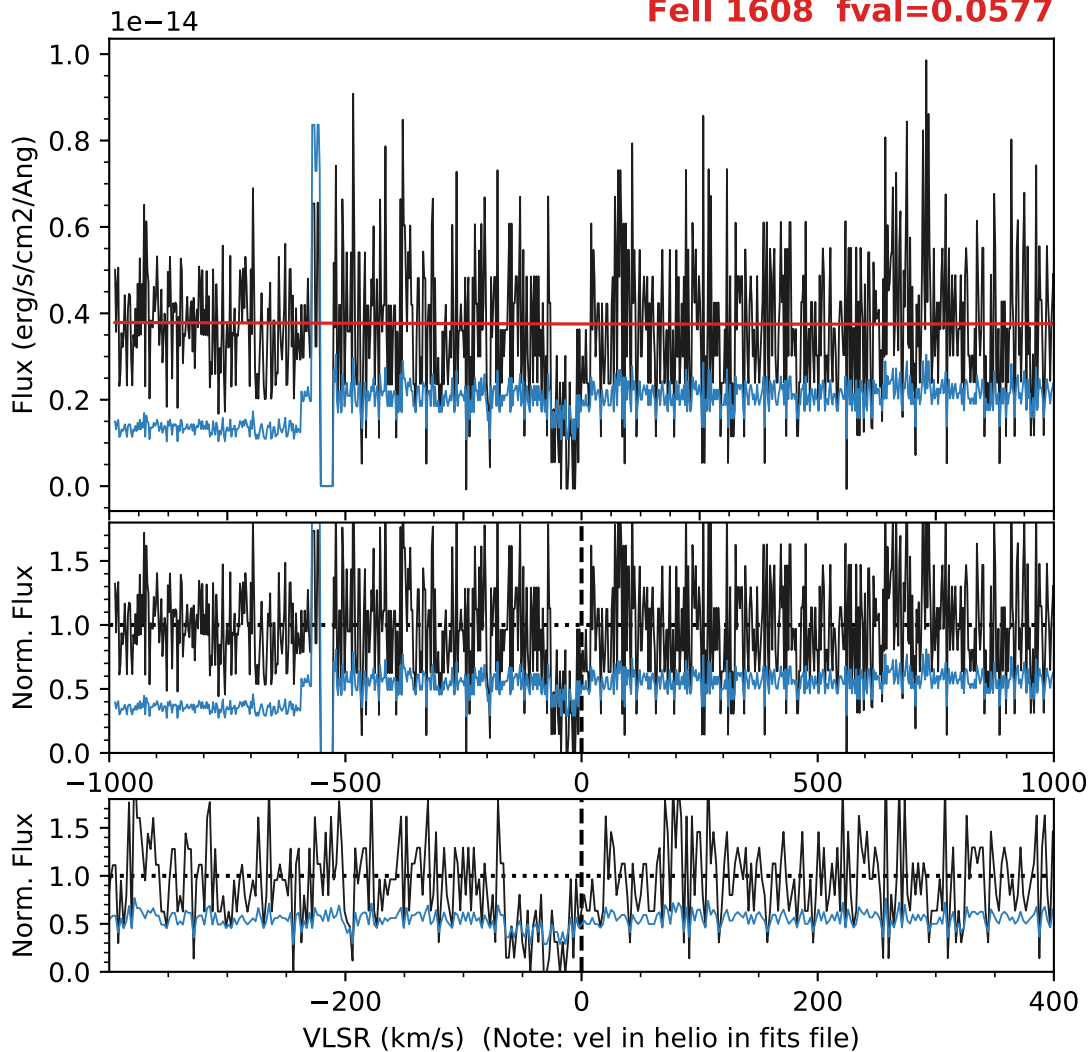 FeII 1608  fval=0.0577
1e−14
1.0
0.8
0.6
0.4
0.2
0.0
Flux (erg/s/cm2/Ang)
1.5
1.0
0.5
0.0
Norm. Flux
−1000 −500 0 500 1000
1.5
1.0
0.5
0.0
Norm. Flux
−200 0 200 400
VLSR (km/s)  (Note: vel in helio in fits file)